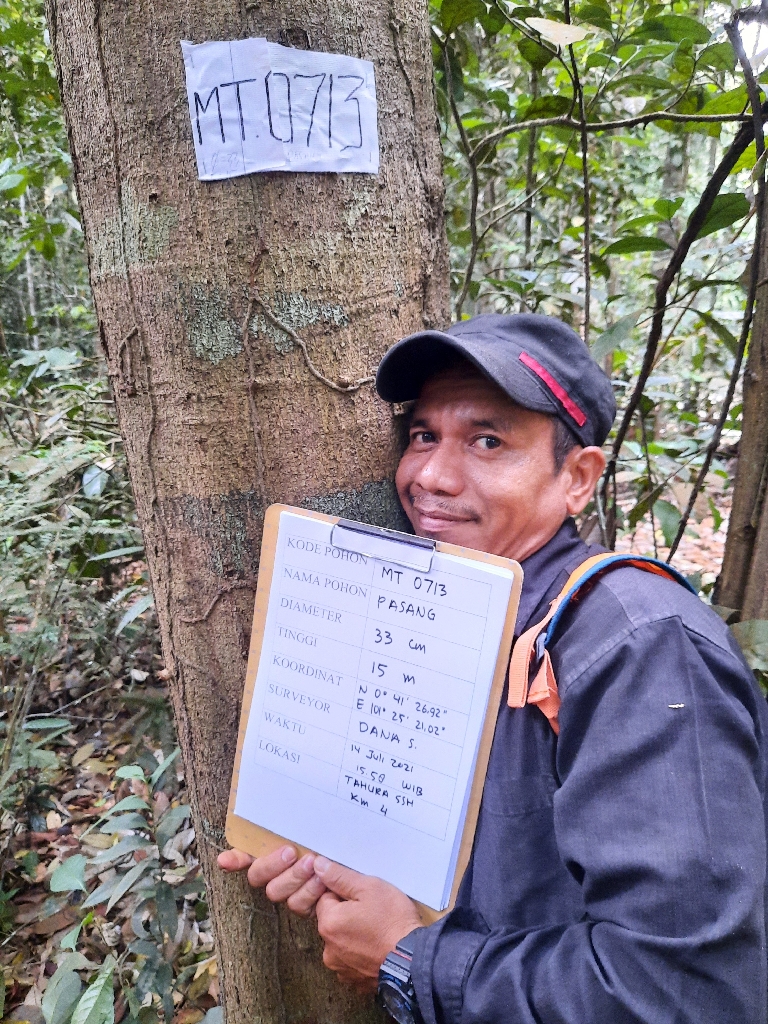 MT.0713
KODE POHON MT 0713
NAMA POHON PASANG
DIAMETER 33 cm
TINGGI 15 m
KOORDINAT N 0° 41' 26.92"
E 101° 25' 21.02"
SURVEYOR DANA S.
WAKTU 14 Juli 2021
15:50 WIB
LOKASI TAHURA SSH
KM 4